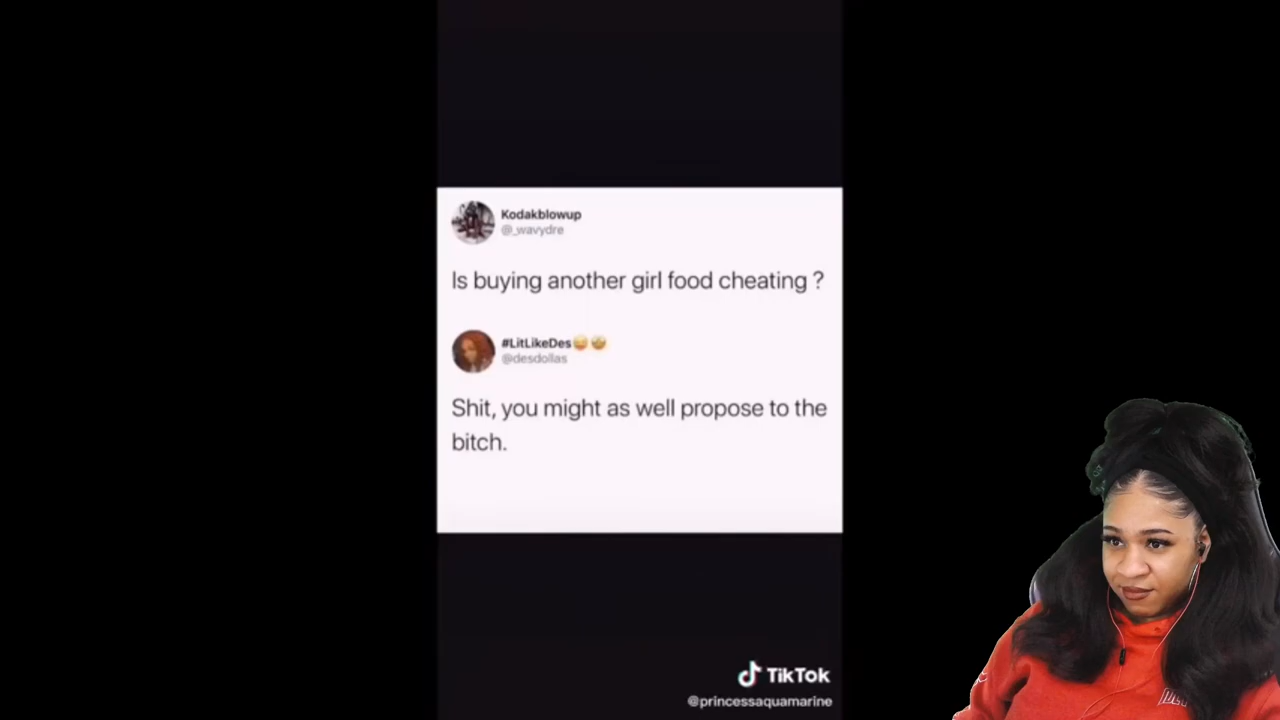 Kodakblowup
@_wavydre
Is buying another girl food cheating ?
#LitLikeDes😄🤩
@desdollas
Shit, you might as well propose to the
bitch.
TikTok
@princessaquamarine